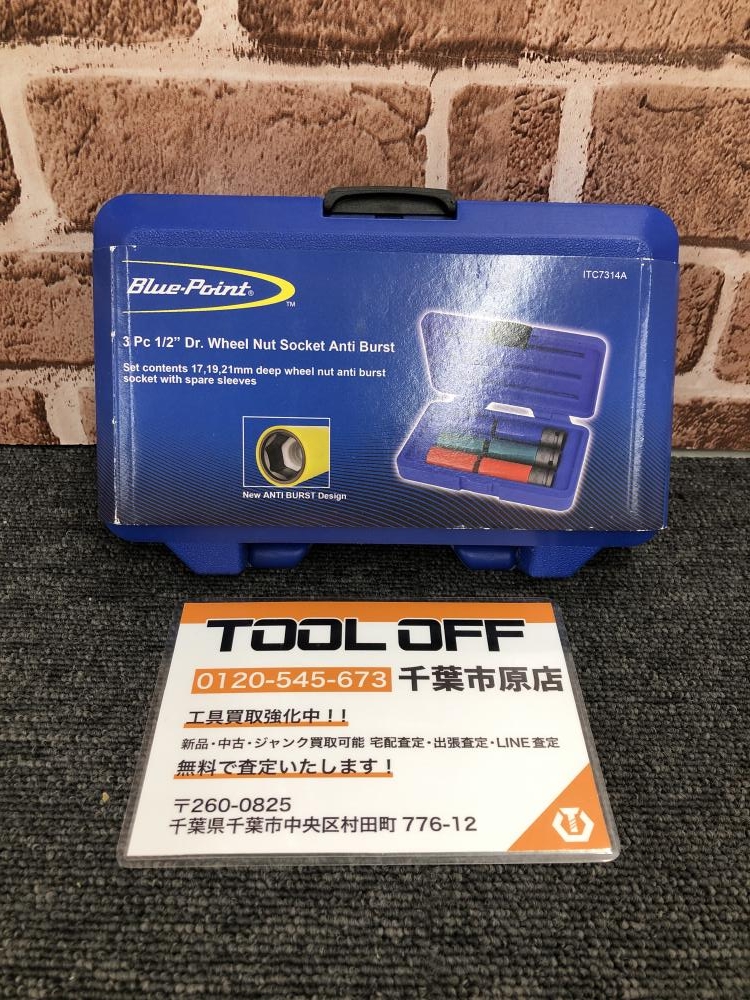 Blue-Point®
TM
ITC7314A
3 Pc 1/2” Dr. Wheel Nut Socket Anti Burst
Set contents 17,19,21mm deep wheel nut anti burst
socket with spare sleeves
New ANTI BURST Design
TOOL OFF
0120-545-673 千葉市原店
工具買取強化中！！
新品・中古・ジャンク買取可能 宅配査定・出張査定・LINE査定
無料で査定いたします！
〒260-0825
千葉県千葉市中央区村田町 776-12